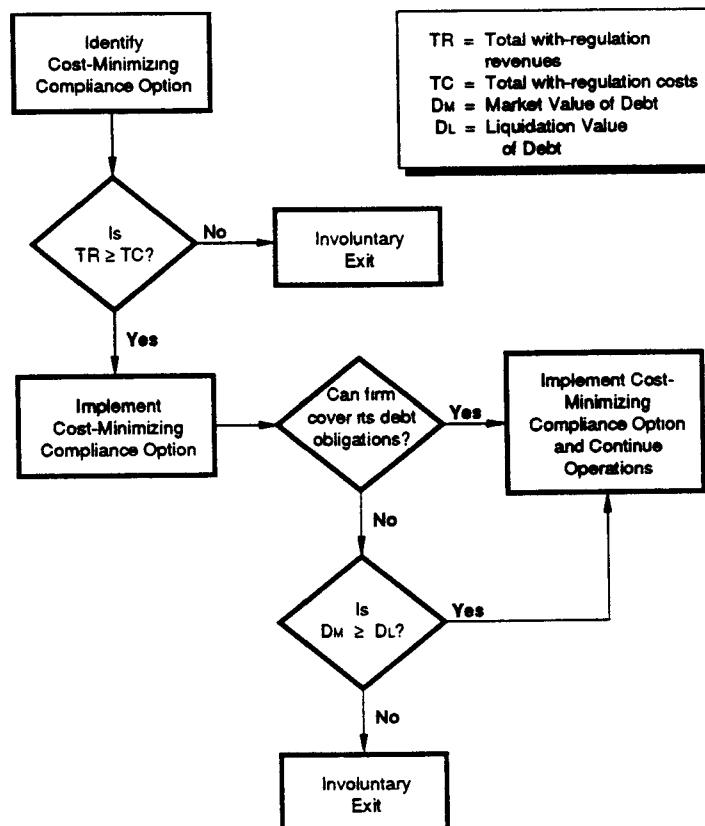 Identify
Cost-Minimizing
Compliance Option
TR = Total with-regulation
revenues
TC = Total with-regulation costs
DM = Market Value of Debt
DL = Liquidation Value
of Debt
Is
TR ≥ TC?
No
Involuntary
Exit
Yes
Implement
Cost-Minimizing
Compliance Option
Can firm
cover its debt
obligations?
Yes
Implement Cost-
Minimizing
Compliance Option
and Continue
Operations
No
Is
DM ≥ DL?
Yes
No
Involuntary
Exit